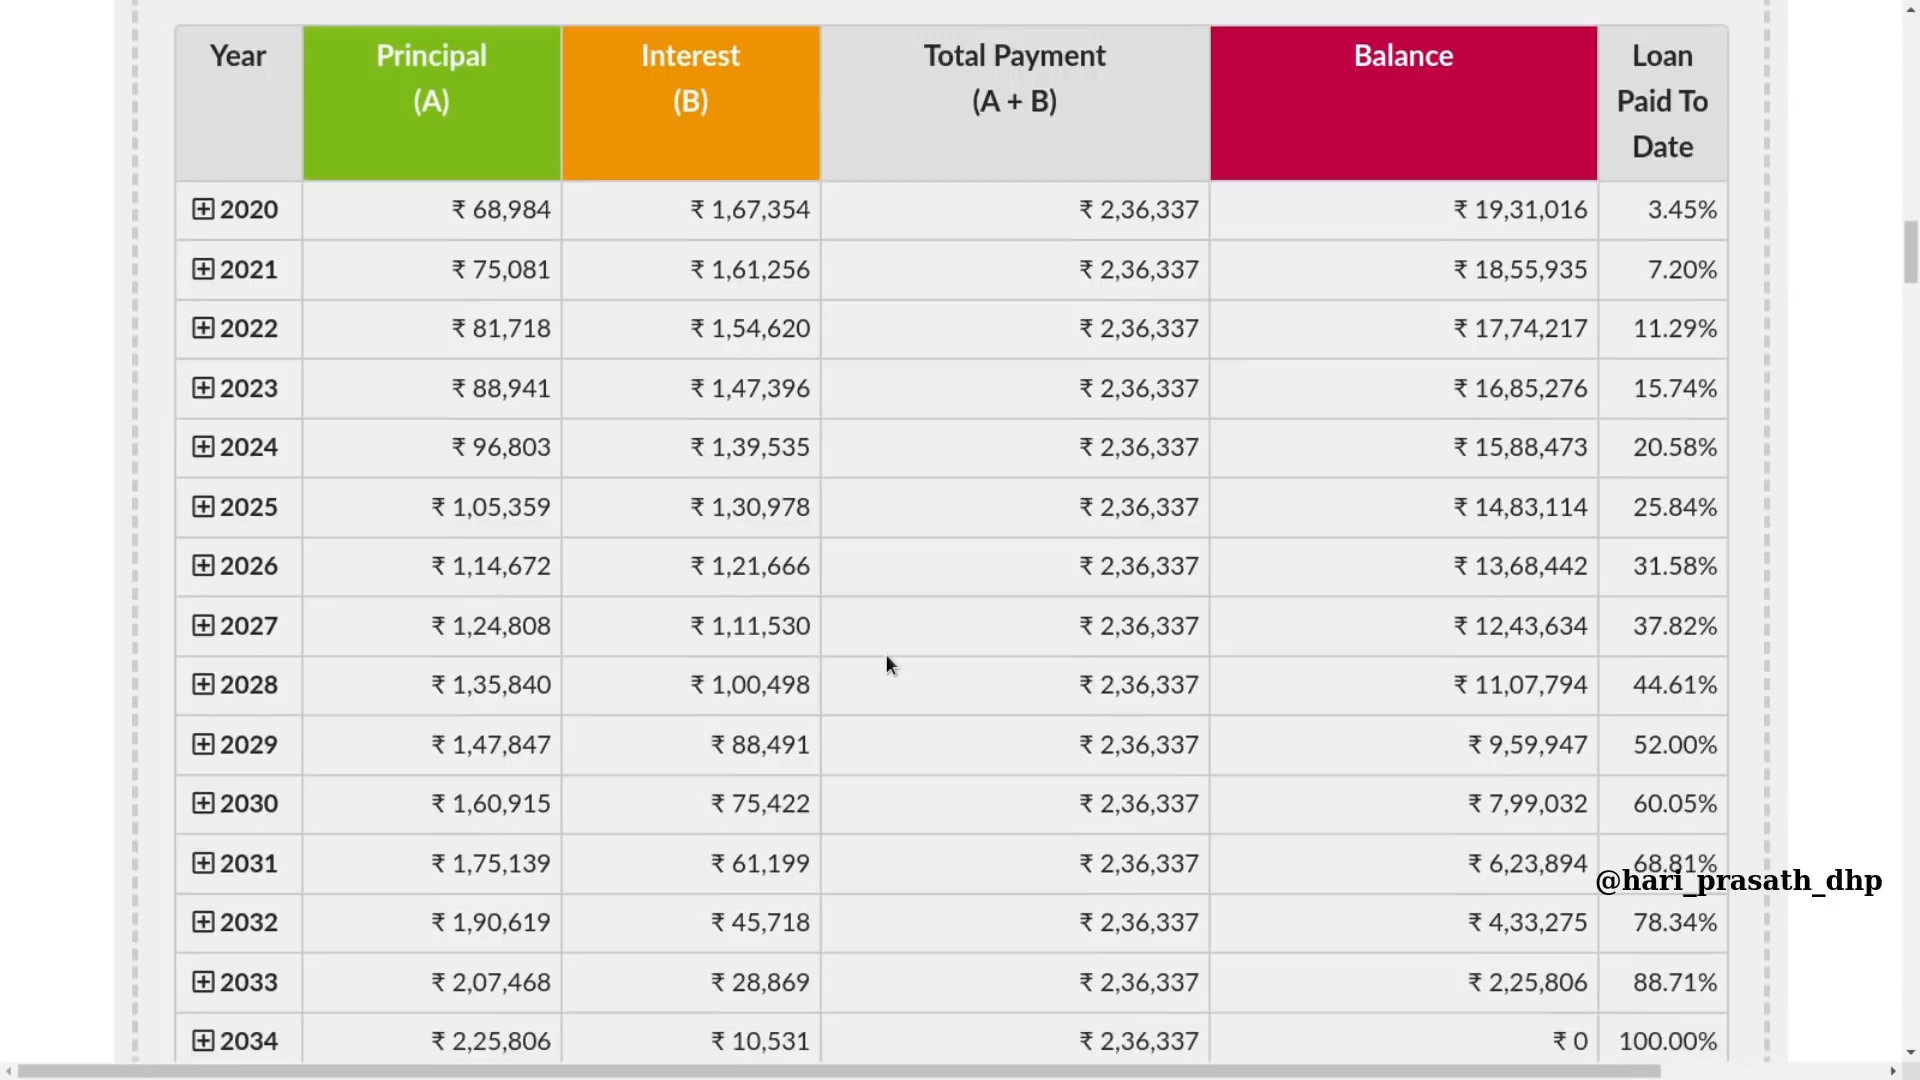 Year Principal (A) Interest (B) Total Payment (A + B) Balance Loan Paid To Date
2020 ₹ 68,984 ₹ 1,67,354 ₹ 2,36,337 ₹ 19,31,016 3.45%
2021 ₹ 75,081 ₹ 1,61,256 ₹ 2,36,337 ₹ 18,55,935 7.20%
2022 ₹ 81,718 ₹ 1,54,620 ₹ 2,36,337 ₹ 17,74,217 11.29%
2023 ₹ 88,941 ₹ 1,47,396 ₹ 2,36,337 ₹ 16,85,276 15.74%
2024 ₹ 96,803 ₹ 1,39,535 ₹ 2,36,337 ₹ 15,88,473 20.58%
2025 ₹ 1,05,359 ₹ 1,30,978 ₹ 2,36,337 ₹ 14,83,114 25.84%
2026 ₹ 1,14,672 ₹ 1,21,666 ₹ 2,36,337 ₹ 13,68,442 31.58%
2027 ₹ 1,24,808 ₹ 1,11,530 ₹ 2,36,337 ₹ 12,43,634 37.82%
2028 ₹ 1,35,840 ₹ 1,00,498 ₹ 2,36,337 ₹ 11,07,794 44.61%
2029 ₹ 1,47,847 ₹ 88,491 ₹ 2,36,337 ₹ 9,59,947 52.00%
2030 ₹ 1,60,915 ₹ 75,422 ₹ 2,36,337 ₹ 7,99,032 60.05%
2031 ₹ 1,75,139 ₹ 61,199 ₹ 2,36,337 ₹ 6,23,894 68.81%
@hari_prasath_dhp
2032 ₹ 1,90,619 ₹ 45,718 ₹ 2,36,337 ₹ 4,33,275 78.34%
2033 ₹ 2,07,468 ₹ 28,869 ₹ 2,36,337 ₹ 2,25,806 88.71%
2034 ₹ 2,25,806 ₹ 10,531 ₹ 2,36,337 ₹ 0 100.00%